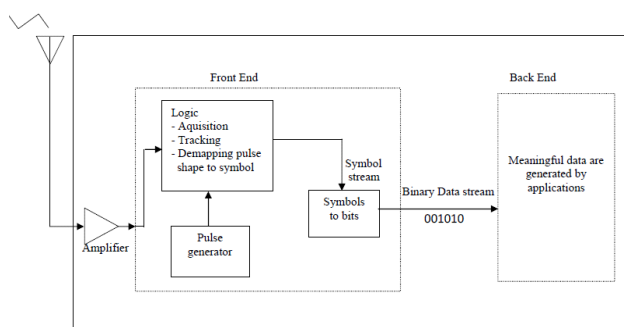 Front End
Back End
Logic
- Aquisition
- Tracking
- Demapping pulse
shape to symbol
Symbol
stream
Symbols
to bits
Pulse
generator
Amplifier
Binary Data stream
001010
Meaningful data are
generated by
applications